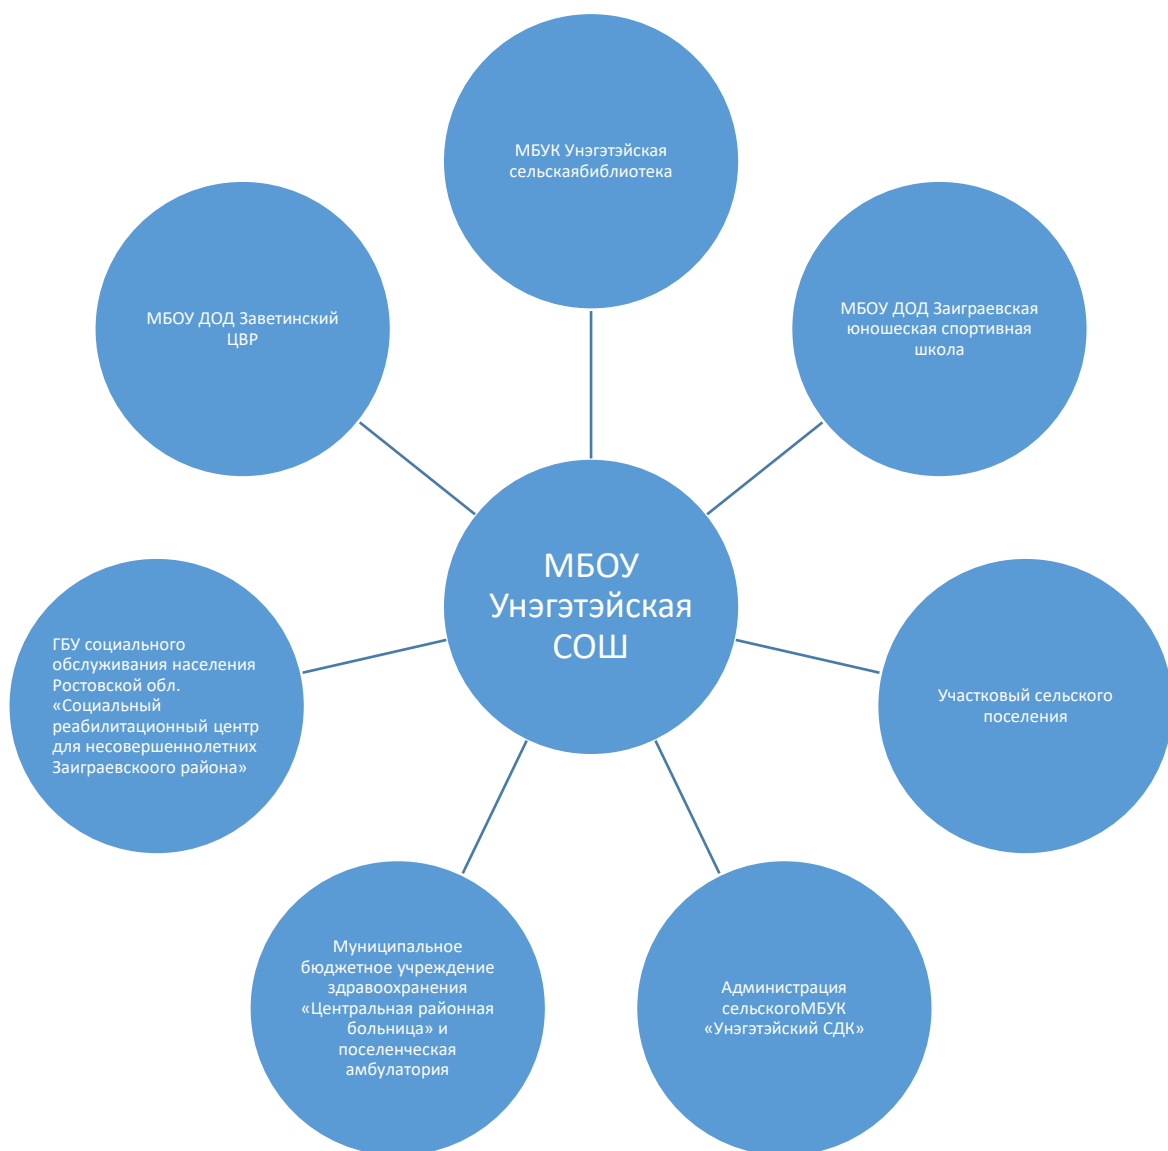 МБУК Унэгэтэйская
сельскаябиблиотека
МБОУ ДОД Заиграевская
юношеская спортивная
школа
Участковый сельского
поселения
Администрация
сельскогоМБУК
«Унэгэтэйский СДК»
Муниципальное
бюджетное учреждение
здравоохранения
«Центральная районная
больница» и
поселенческая
амбулатория
ГБУ социального
обслуживания населения
Ростовской обл.
«Социальный
реабилитационный центр
для несовершеннолетних
Заиграевскоого района»
МБОУ ДОД Заветинский
ЦВР
МБОУ
Унэгэтэйская
СОШ